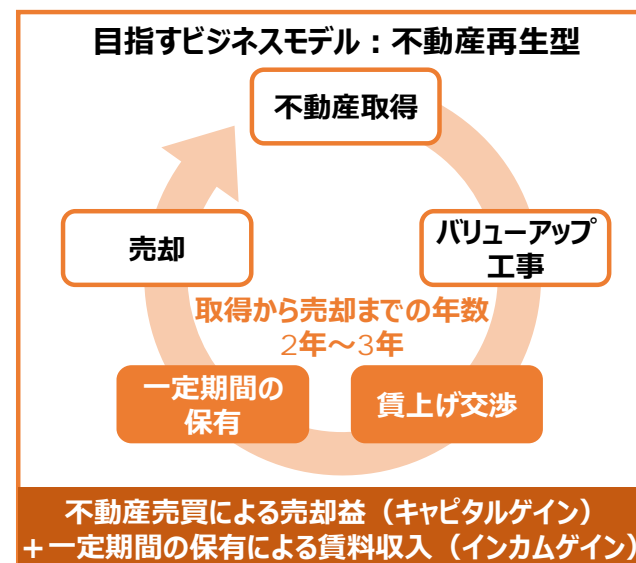 目指すビジネスモデル：不動産再生型
不動産取得
バリューアップ
工事
賃上げ交渉
一定期間の
保有
売却
取得から売却までの年数
2年～3年
不動産売買による売却益（キャピタルゲイン）
＋一定期間の保有による賃料収入（インカムゲイン）